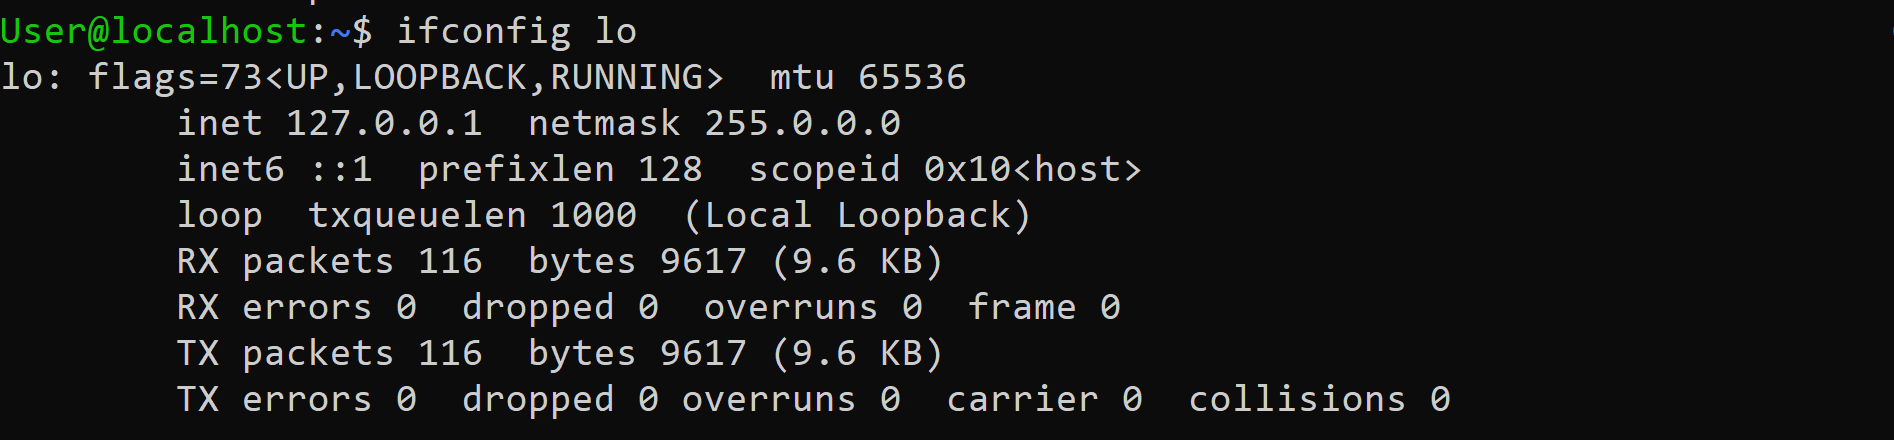 User@localhost:~$ ifconfig lo
lo: flags=73<UP,LOOPBACK,RUNNING>  mtu 65536
        inet 127.0.0.1  netmask 255.0.0.0
        inet6 ::1  prefixlen 128  scopeid 0x10<host>
        loop  txqueuelen 1000  (Local Loopback)
        RX packets 116  bytes 9617 (9.6 KB)
        RX errors 0  dropped 0  overruns 0  frame 0
        TX packets 116  bytes 9617 (9.6 KB)
        TX errors 0  dropped 0 overruns 0  carrier 0  collisions 0